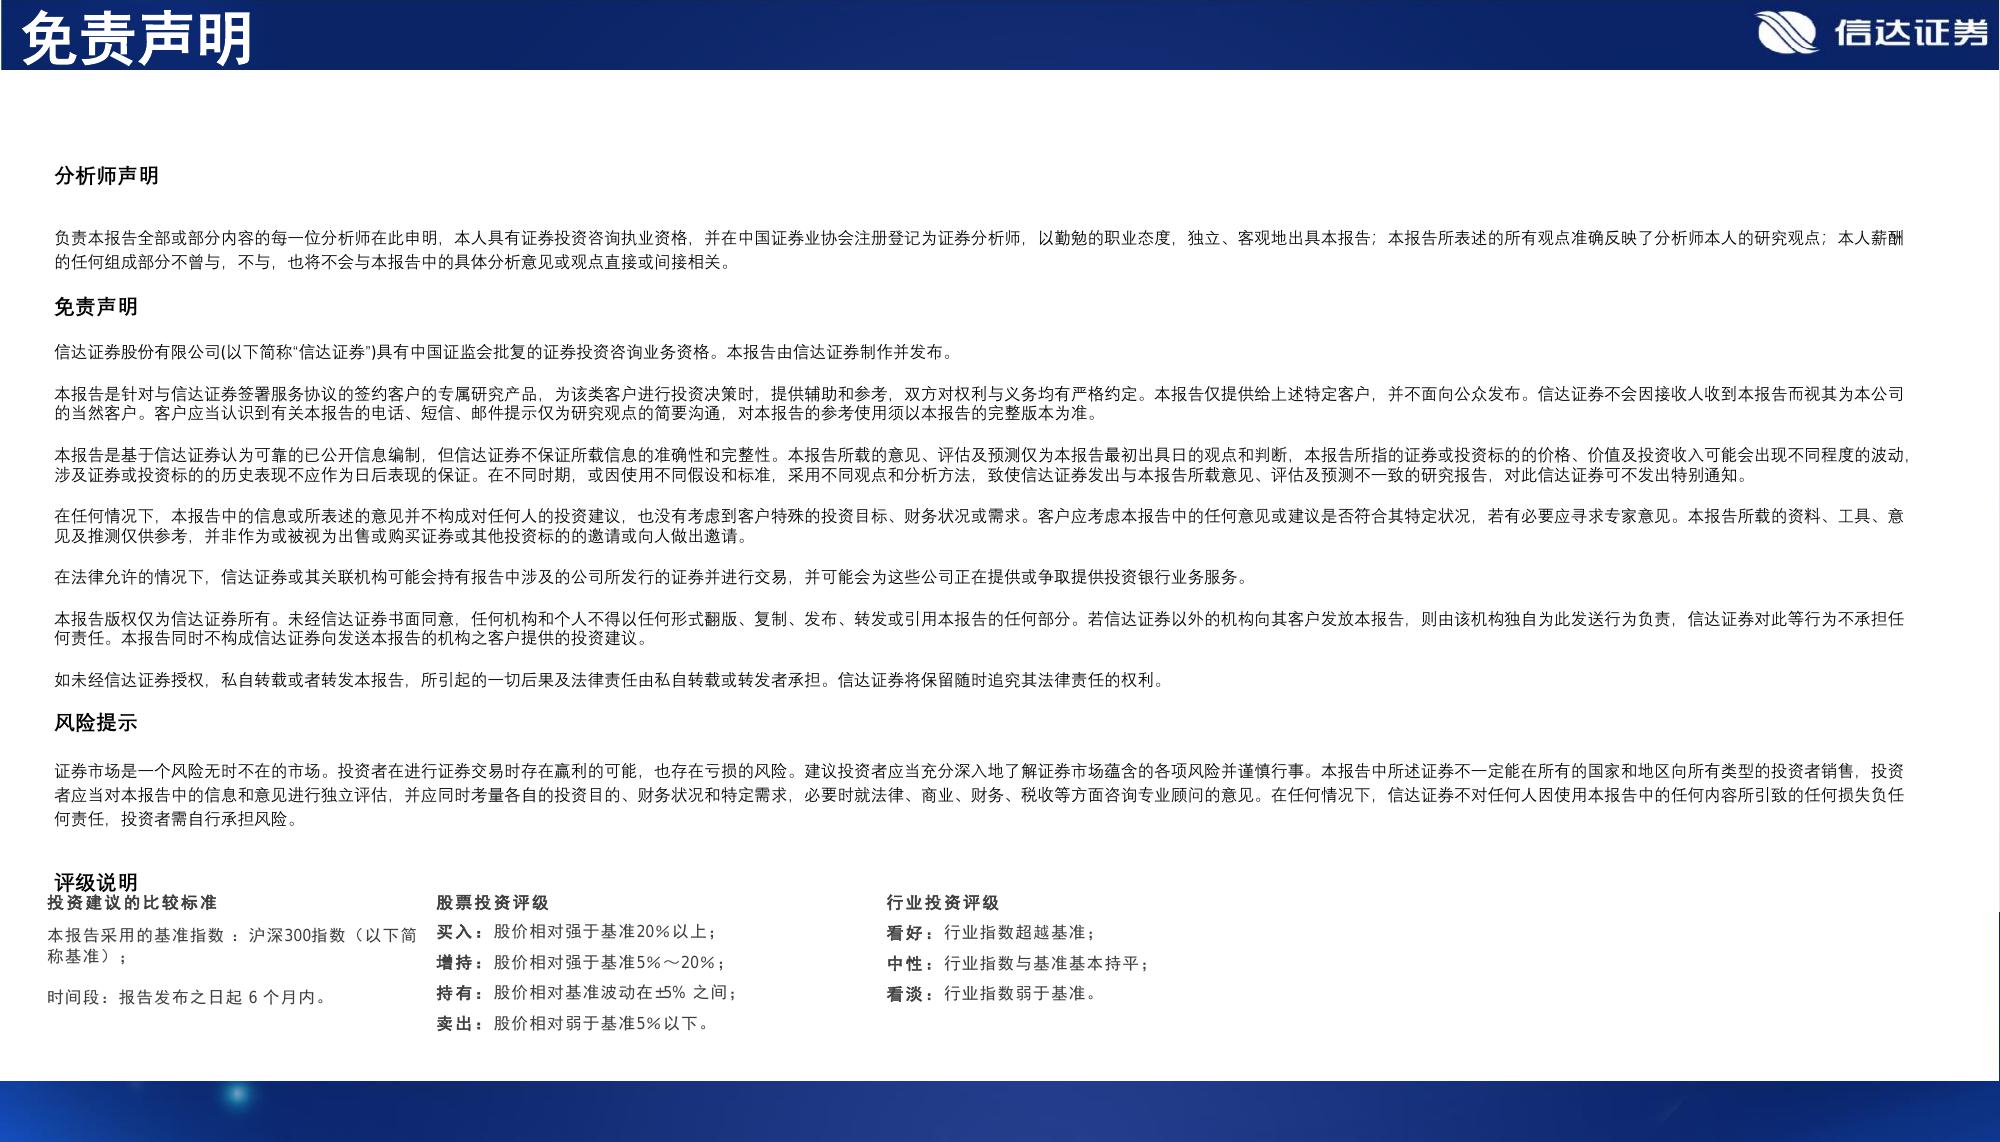 免责声明
信达证券
分析师声明
负责本报告全部或部分内容的每一位分析师在此申明，本人具有证券投资咨询执业资格，并在中国证券业协会注册登记为证券分析师，以勤勉的职业态度，独立、客观地出具本报告；本报告所表述的所有观点准确反映了分析师本人的研究观点；本人薪酬
的任何组成部分不曾与，不与，也将不会与本报告中的具体分析意见或观点直接或间接相关。
免责声明
信达证券股份有限公司(以下简称“信达证券”)具有中国证监会批复的证券投资咨询业务资格。本报告由信达证券制作并发布。
本报告是针对与信达证券签署服务协议的签约客户的专属研究产品，为该类客户进行投资决策时，提供辅助和参考，双方对权利与义务均有严格约定。本报告仅提供给上述特定客户，并不面向公众发布。信达证券不会因接收人收到本报告而视其为本公司
的当然客户。客户应当认识到有关本报告的电话、短信、邮件提示仅为研究观点的简要沟通，对本报告的参考使用须以本报告的完整版本为准。
本报告是基于信达证券认为可靠的已公开信息编制，但信达证券不保证所载信息的准确性和完整性。本报告所载的意见、评估及预测仅为本报告最初出具日的观点和判断，本报告所指的证券或投资标的的价格、价值及投资收入可能会出现不同程度的波动，
涉及证券或投资标的的历史表现不应作为日后表现的保证。在不同时期，或因使用不同假设和标准，采用不同观点和分析方法，致使信达证券发出与本报告所载意见、评估及预测不一致的研究报告，对此信达证券可不发出特别通知。
在任何情况下，本报告中的信息或所表述的意见并不构成对任何人的投资建议，也没有考虑到客户特殊的投资目标、财务状况或需求。客户应考虑本报告中的任何意见或建议是否符合其特定状况，若有必要应寻求专家意见。本报告所载的资料、工具、意
见及推测仅供参考，并非作为或被视为出售或购买证券或其他投资标的的邀请或向人做出邀请。
在法律允许的情况下，信达证券或其关联机构可能会持有报告中涉及的公司所发行的证券并进行交易，并可能会为这些公司正在提供或争取提供投资银行业务服务。
本报告版权仅为信达证券所有。未经信达证券书面同意，任何机构和个人不得以任何形式翻版、复制、发布、转发或引用本报告的任何部分。若信达证券以外的机构向其客户发放本报告，则由该机构独自为此发送行为负责，信达证券对此等行为不承担任
何责任。本报告同时不构成信达证券向发送本报告的机构之客户提供的投资建议。
如未经信达证券授权，私自转载或者转发本报告，所引起的一切后果及法律责任由私自转载或转发者承担。信达证券将保留随时追究其法律责任的权利。
风险提示
证券市场是一个风险无时不在的市场。投资者在进行证券交易时存在赢利的可能，也存在亏损的风险。建议投资者应当充分深入地了解证券市场蕴含的各项风险并谨慎行事。本报告中所述证券不一定能在所有的国家和地区向所有类型的投资者销售，投资
者应当对本报告中的信息和意见进行独立评估，并应同时考量各自的投资目的、财务状况和特定需求，必要时就法律、商业、财务、税收等方面咨询专业顾问的意见。在任何情况下，信达证券不对任何人因使用本报告中的任何内容所引致的任何损失负任
何责任，投资者需自行承担风险。
评级说明
投资建议的比较标准
本报告采用的基准指数 ：沪深300指数（以下简
称基准）；
时间段：报告发布之日起 6 个月内。
股票投资评级
买入：股价相对强于基准20％以上；
增持：股价相对强于基准5％～20％；
持有：股价相对基准波动在±5% 之间；
卖出：股价相对弱于基准5％以下。
行业投资评级
看好：行业指数超越基准；
中性：行业指数与基准基本持平；
看淡：行业指数弱于基准。